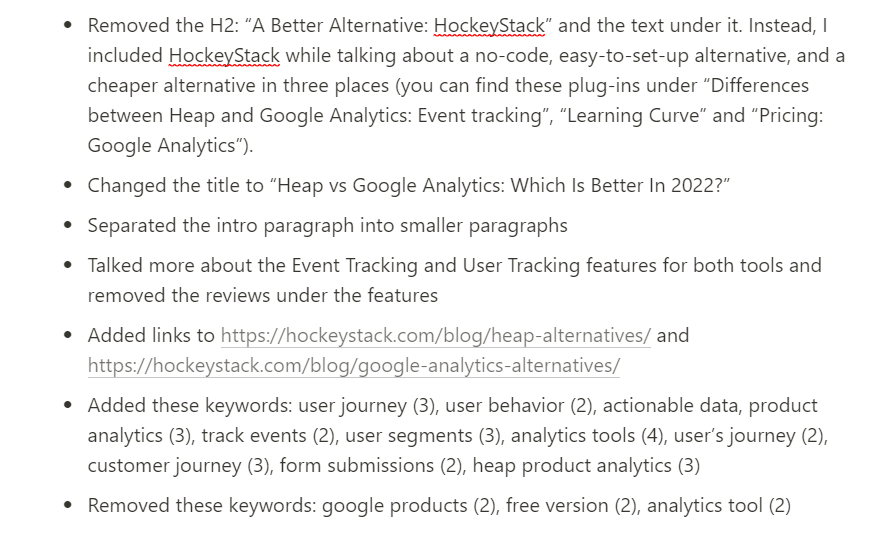 • Removed the H2: “A Better Alternative: HockeyStack” and the text under it. Instead, I
included HockeyStack while talking about a no-code, easy-to-set-up alternative, and a
cheaper alternative in three places (you can find these plug-ins under “Differences
between Heap and Google Analytics: Event tracking”, “Learning Curve” and “Pricing:
Google Analytics”).
• Changed the title to “Heap vs Google Analytics: Which Is Better In 2022?”
• Separated the intro paragraph into smaller paragraphs
• Talked more about the Event Tracking and User Tracking features for both tools and
removed the reviews under the features
• Added links to https://hockeystack.com/blog/heap-alternatives/ and
https://hockeystack.com/blog/google-analytics-alternatives/
• Added these keywords: user journey (3), user behavior (2), actionable data, product
analytics (3), track events (2), user segments (3), analytics tools (4), user’s journey (2),
customer journey (3), form submissions (2), heap product analytics (3)
• Removed these keywords: google products (2), free version (2), analytics tool (2)